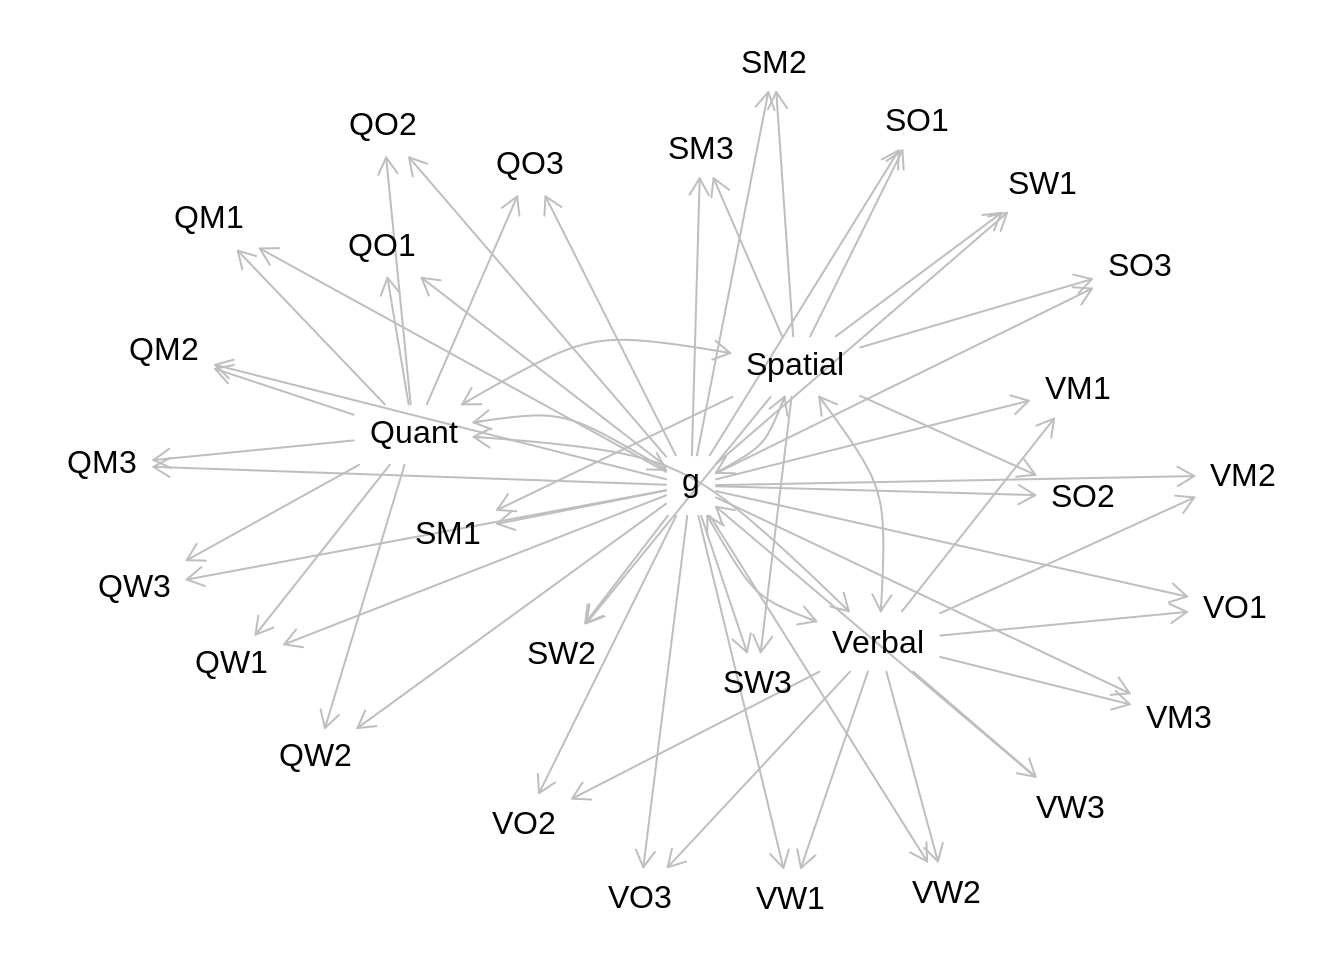 SM2
QO2
SO1
SM3
QO3
SW1
QM1
QO1
SO3
QM2
Spatial
VM1
Quant
QM3
g
VM2
SO2
SM1
QW3
VO1
Verbal
SW2
QW1
SW3
VM3
QW2
VW3
VO2
VW2
VO3
VW1